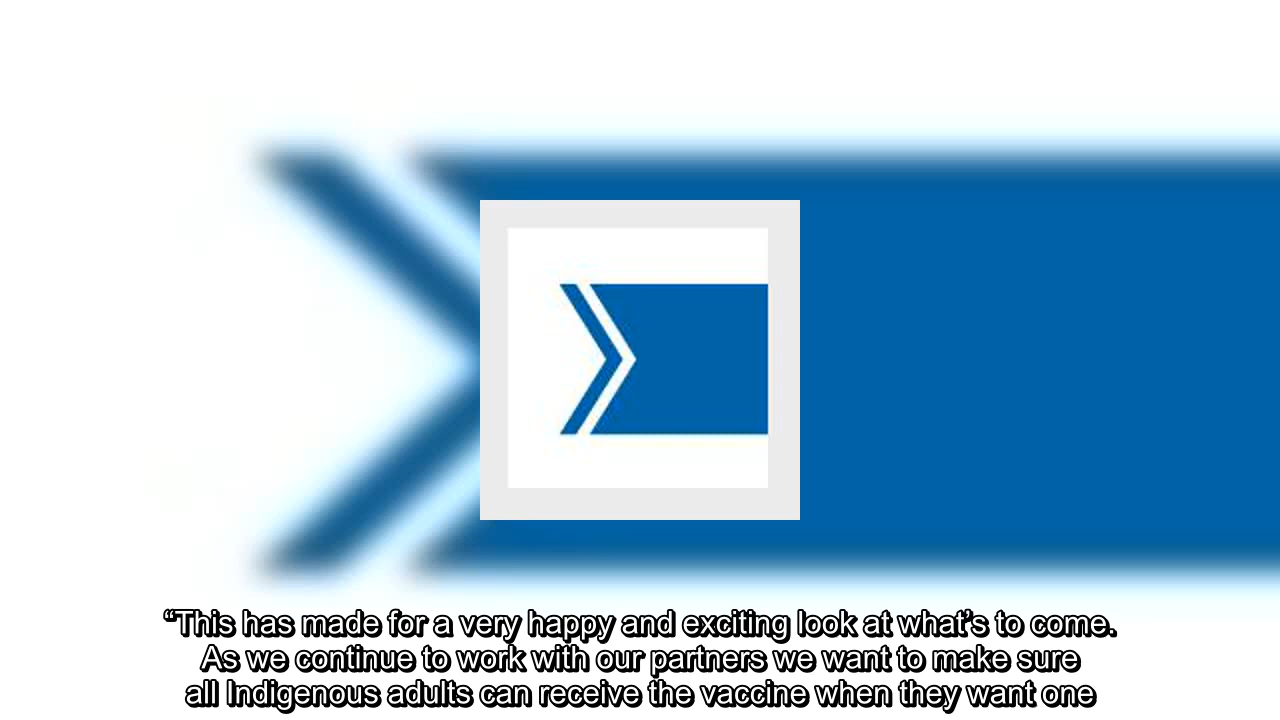 “This has made for a very happy and exciting look at what’s to come.
As we continue to work with our partners we want to make sure
all Indigenous adults can receive the vaccine when they want one